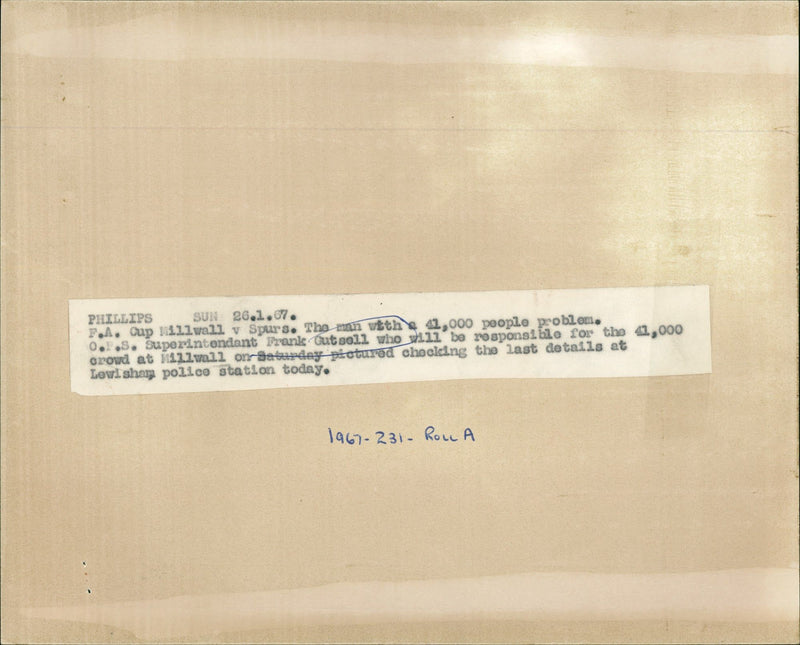 PHILLIPS SUN 26.1.67.
F.A. Cup Millwall v Spurs. The man with a 41,000 people problem.
O.P.S. Superintendant Frank Gutsell who will be responsible for the 41,000
crowd at Millwall on Saturday pictured checking the last details at
Lewisham police station today.
1967-231- ROLL A